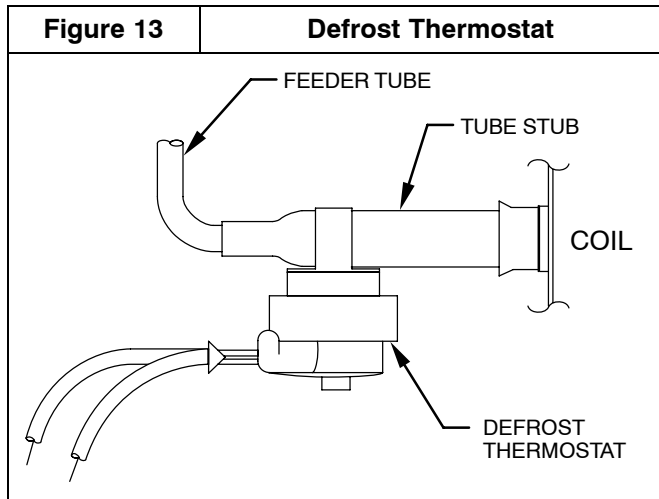 Figure 13
Defrost Thermostat
FEEDER TUBE
TUBE STUB
COIL
DEFROST
THERMOSTAT